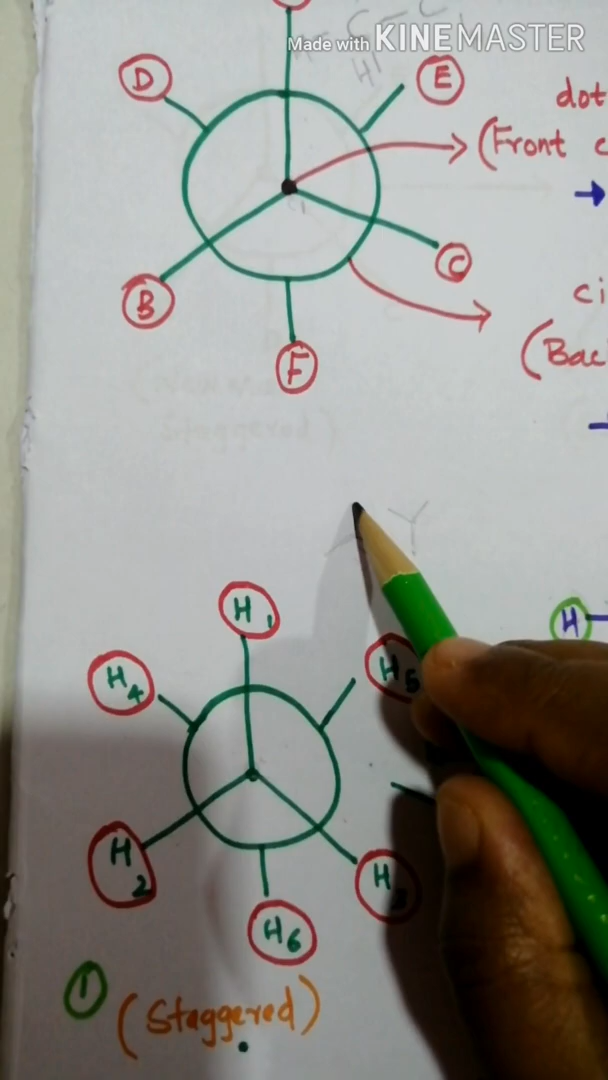 Made with KINEMASTER
D
E
dot
(Front c
C
B
ci
F
(Bac
H1
H4
H5
H
H2
H3
H6
1
(Staggered)